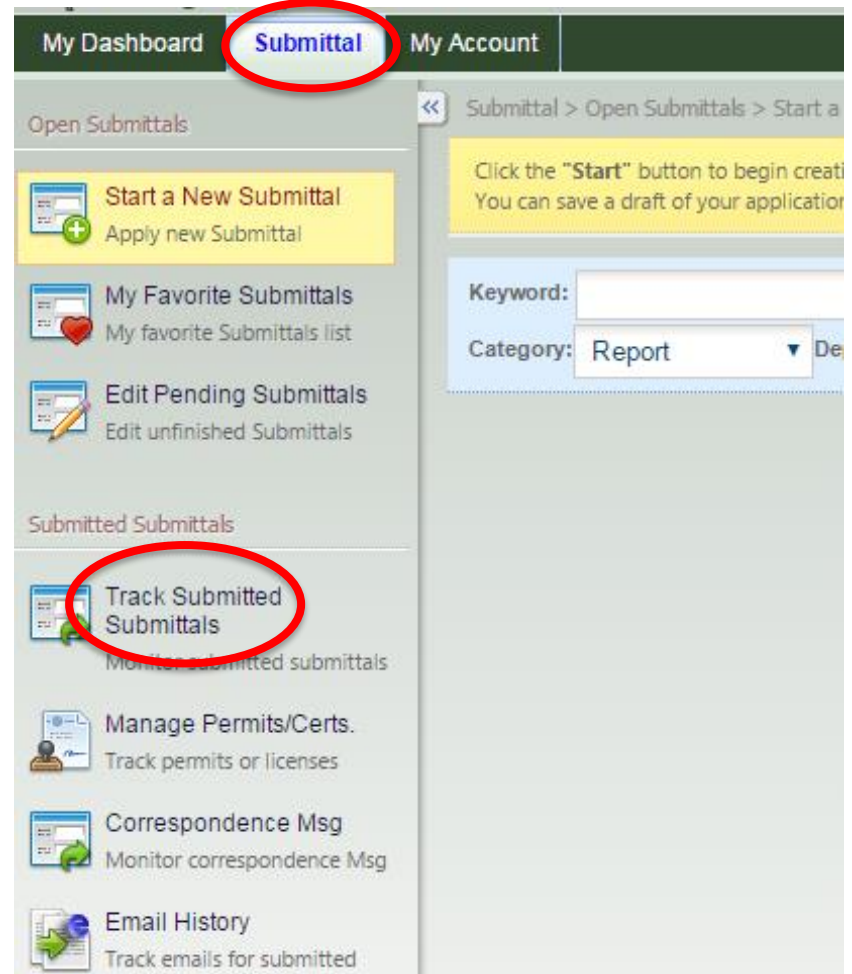 My Dashboard Submittal My Account
Open Submittals
Start a New Submittal
Apply new Submittal
My Favorite Submittals
My favorite Submittals list
Edit Pending Submittals
Edit unfinished Submittals
Submitted Submittals
Track Submitted
Submittals
Monitor submitted submittals
Manage Permits/Certs.
Track permits or licenses
Correspondence Msg
Monitor correspondence Msg
Email History
Track emails for submitted
Submittal > Open Submittals > Start a
Click the "Start" button to begin creati
You can save a draft of your application
Keyword:
Category: Report De